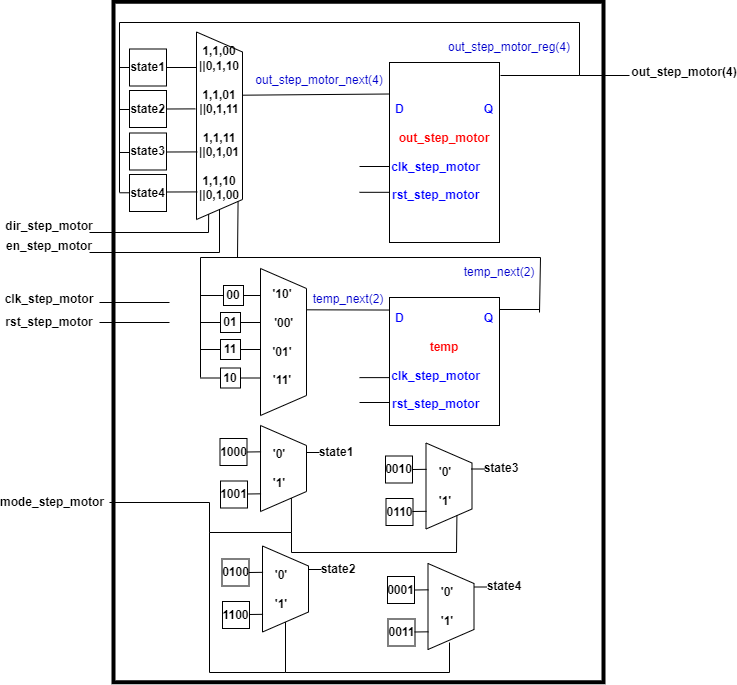 out_step_motor_reg(4)
1,1,00
||0,1,10
state1
out_step_motor_next(4)
out_step_motor(4)
1,1,01
||0,1,11
state2
D
Q
out_step_motor
1,1,11
||0,1,01
state3
clk_step_motor
1,1,10
||0,1,00
state4
rst_step_motor
dir_step_motor
en_step_motor
temp_next(2)
clk_step_motor
rst_step_motor
00
'10'
temp_next(2)
01
'00'
D
Q
11
'01'
temp
10
'11'
clk_step_motor
rst_step_motor
1000
'0'
state1
1001
'1'
0010
'0'
state3
0110
'1'
mode_step_motor
0100
'0'
state2
1100
'1'
0001
'0'
state4
0011
'1'